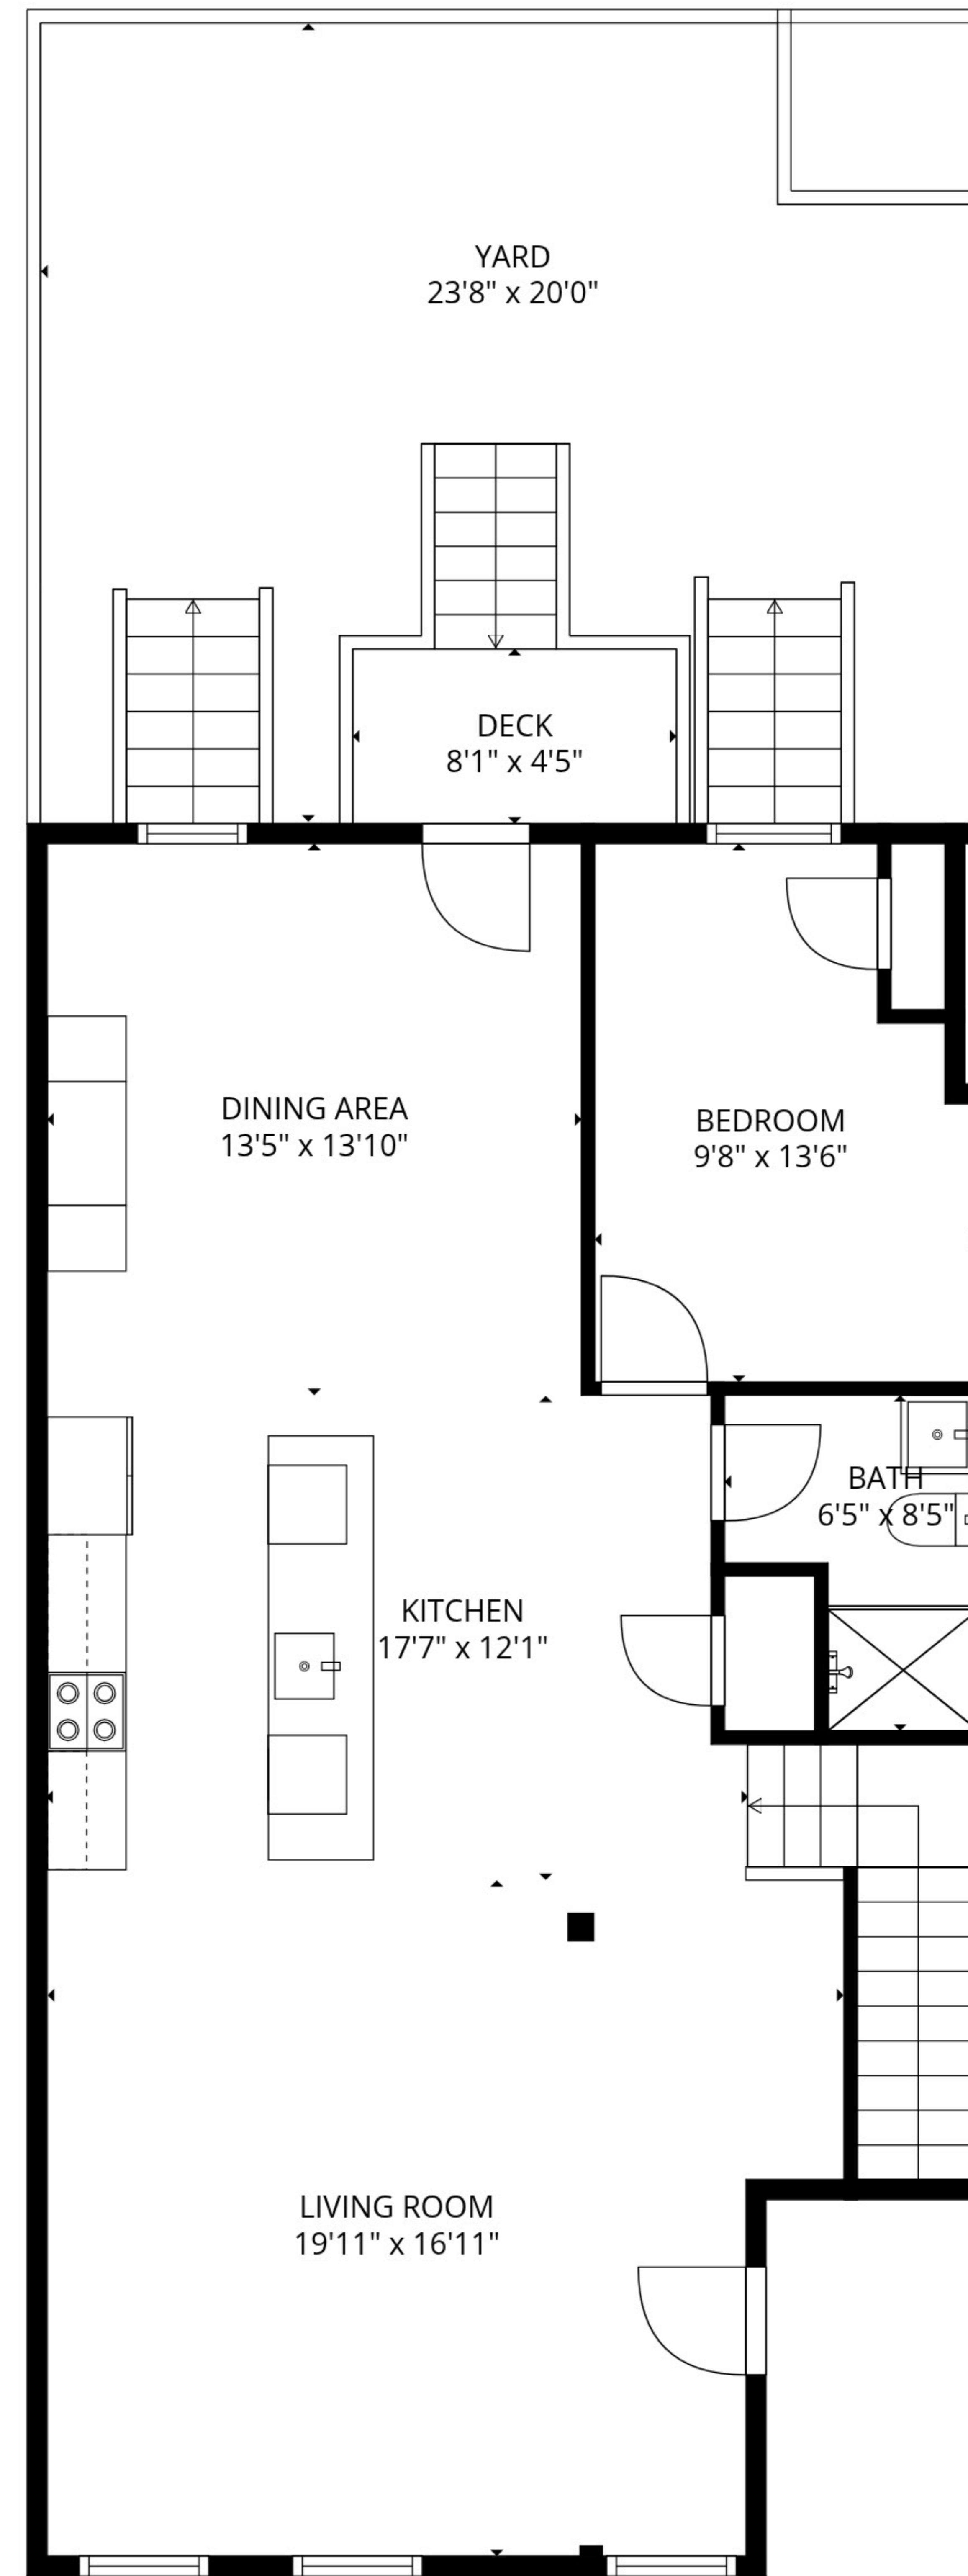 YARD
23'8" x 20'0"
DECK
8'1" x 4'5"
DINING AREA
13'5" x 13'10"
BEDROOM
9'8" x 13'6"
BATH
6'5" x 8'5"
KITCHEN
17'7" x 12'1"
LIVING ROOM
19'11" x 16'11"